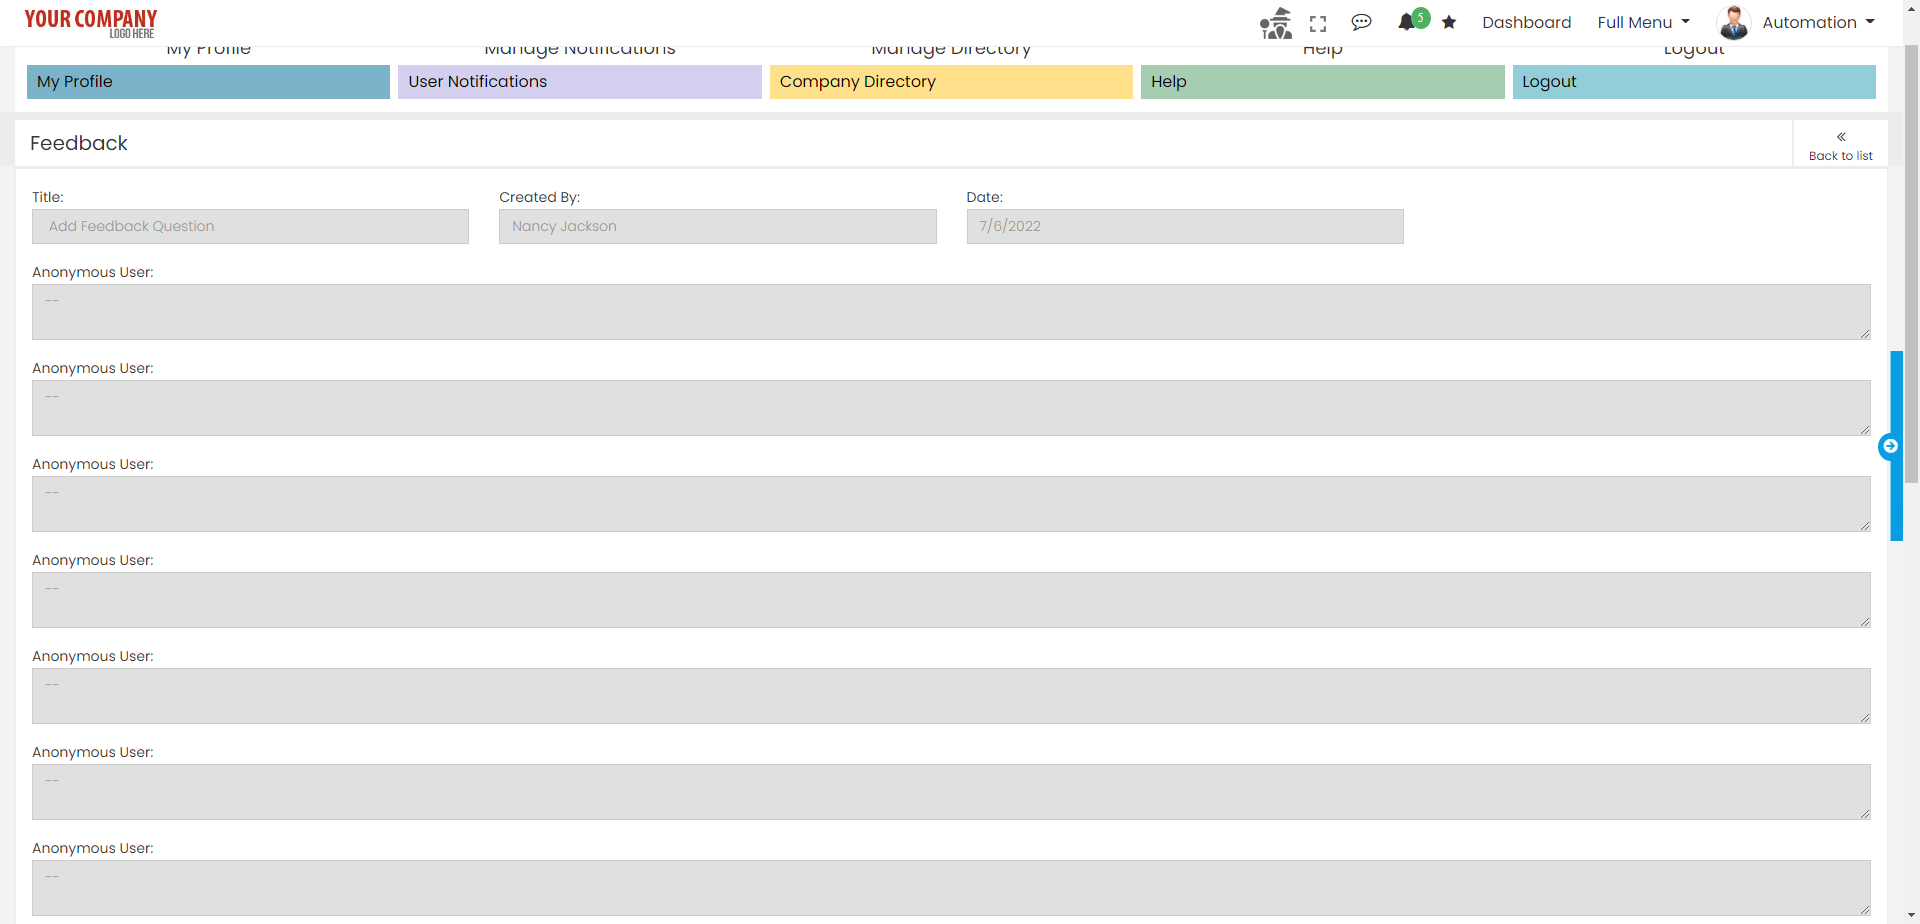 YOUR COMPANY
LOGO HERE
5
Dashboard
Full Menu
Automation
My Profile
Manage Notifications
Manage Directory
Help
Logout
My Profile
User Notifications
Company Directory
Help
Logout
Feedback
Back to list
Title:
Created By:
Date:
Add Feedback Question
Nancy Jackson
7/6/2022
Anonymous User:
--
Anonymous User:
--
Anonymous User:
--
Anonymous User:
--
Anonymous User:
--
Anonymous User:
--
Anonymous User:
--